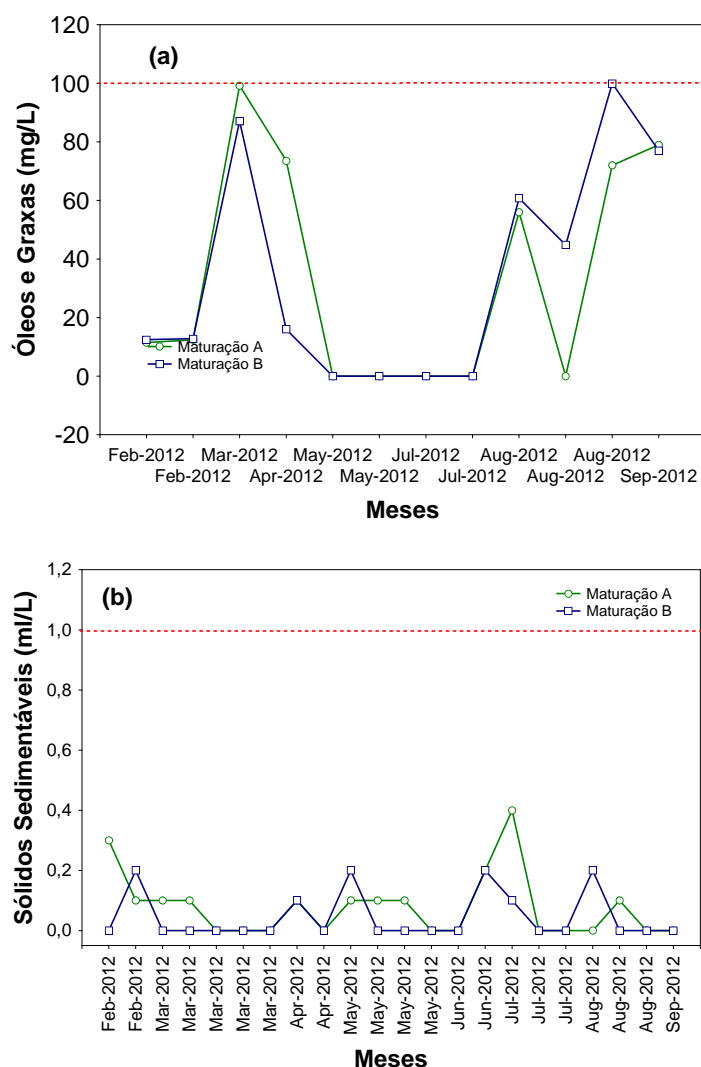 120
(a)
100
80
60
40
20
0
-20
Óleos e Graxas (mg/L)
Maturação A
Maturação B
Feb-2012 Mar-2012 May-2012 Jul-2012 Aug-2012 Aug-2012
Feb-2012 Apr-2012 May-2012 Jul-2012 Aug-2012 Sep-2012
Meses
1,2
(b)
Maturação A
Maturação B
1,0
0,8
0,6
0,4
0,2
0,0
Sólidos Sedimentáveis (ml/L)
Feb-2012
Feb-2012
Mar-2012
Mar-2012
Mar-2012
Mar-2012
Mar-2012
Apr-2012
Apr-2012
May-2012
May-2012
May-2012
May-2012
Jun-2012
Jun-2012
Jul-2012
Jul-2012
Jul-2012
Aug-2012
Aug-2012
Aug-2012
Sep-2012
Meses